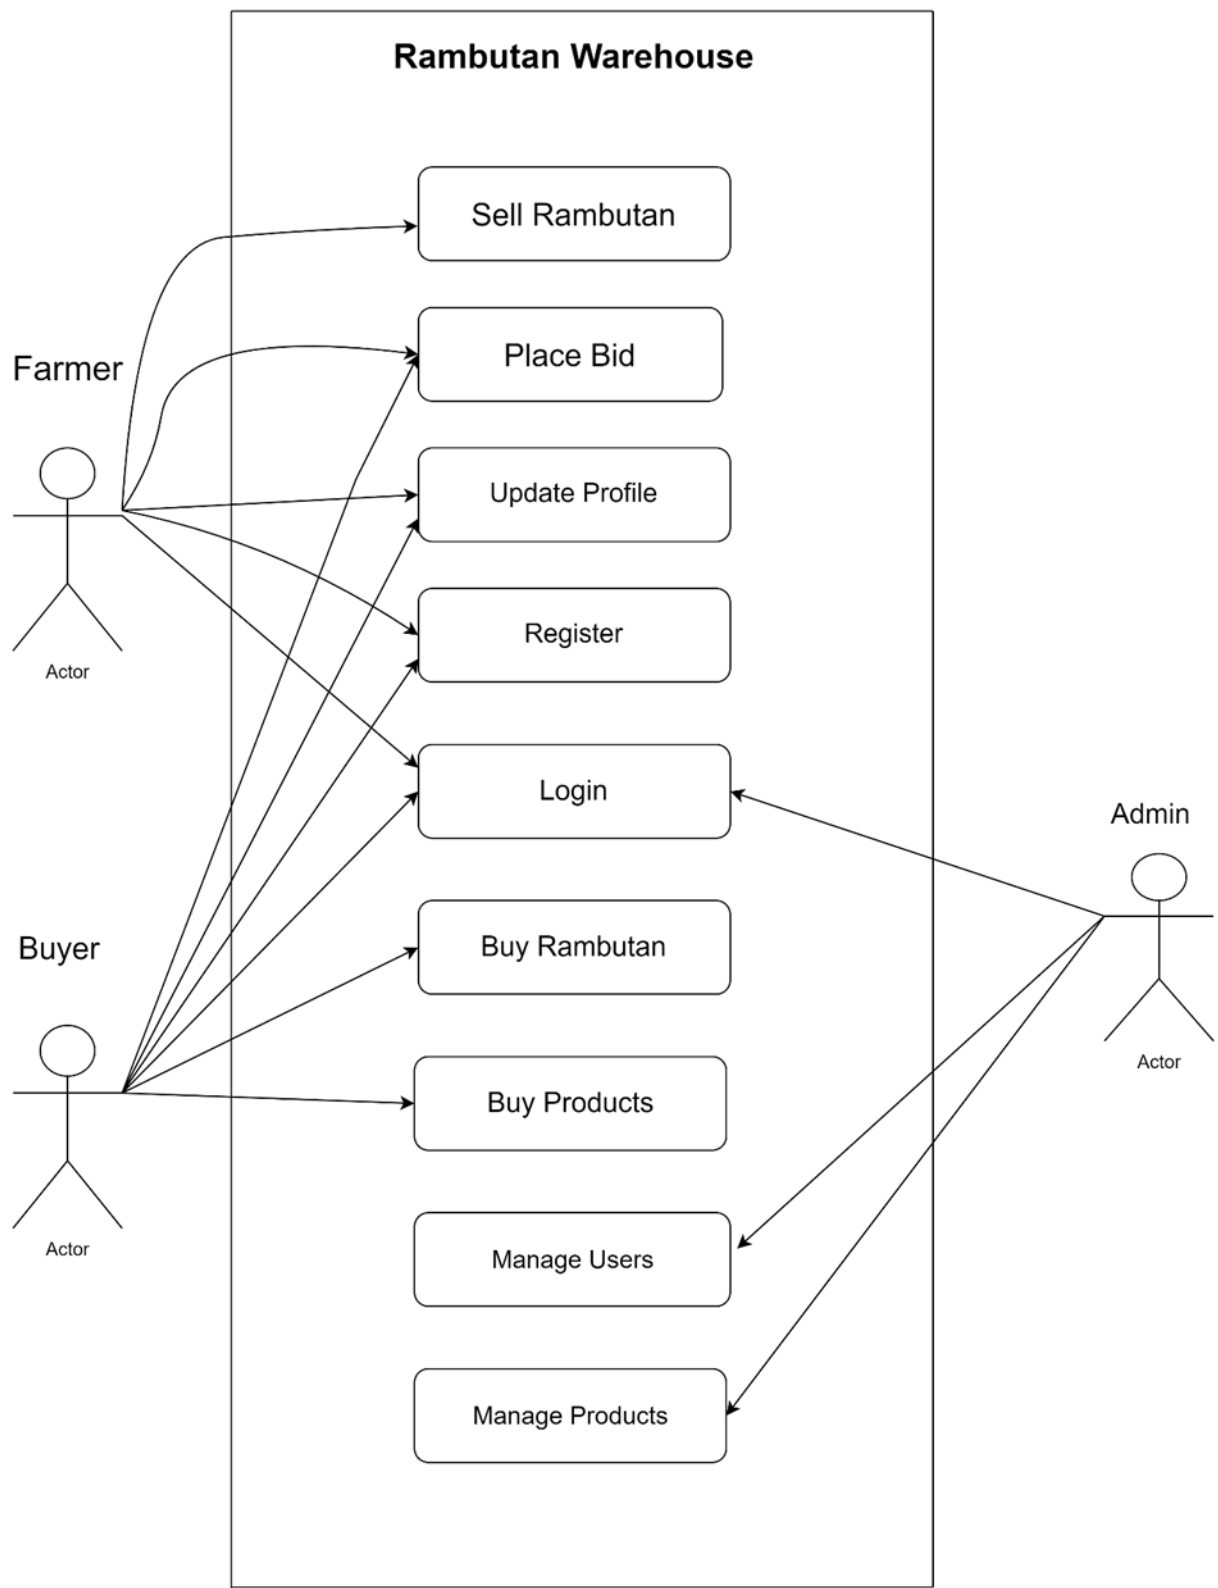 Rambutan Warehouse
Sell Rambutan
Place Bid
Farmer
Update Profile
Register
Actor
Login
Admin
Buy Rambutan
Buyer
Actor
Buy Products
Actor
Manage Users
Manage Products